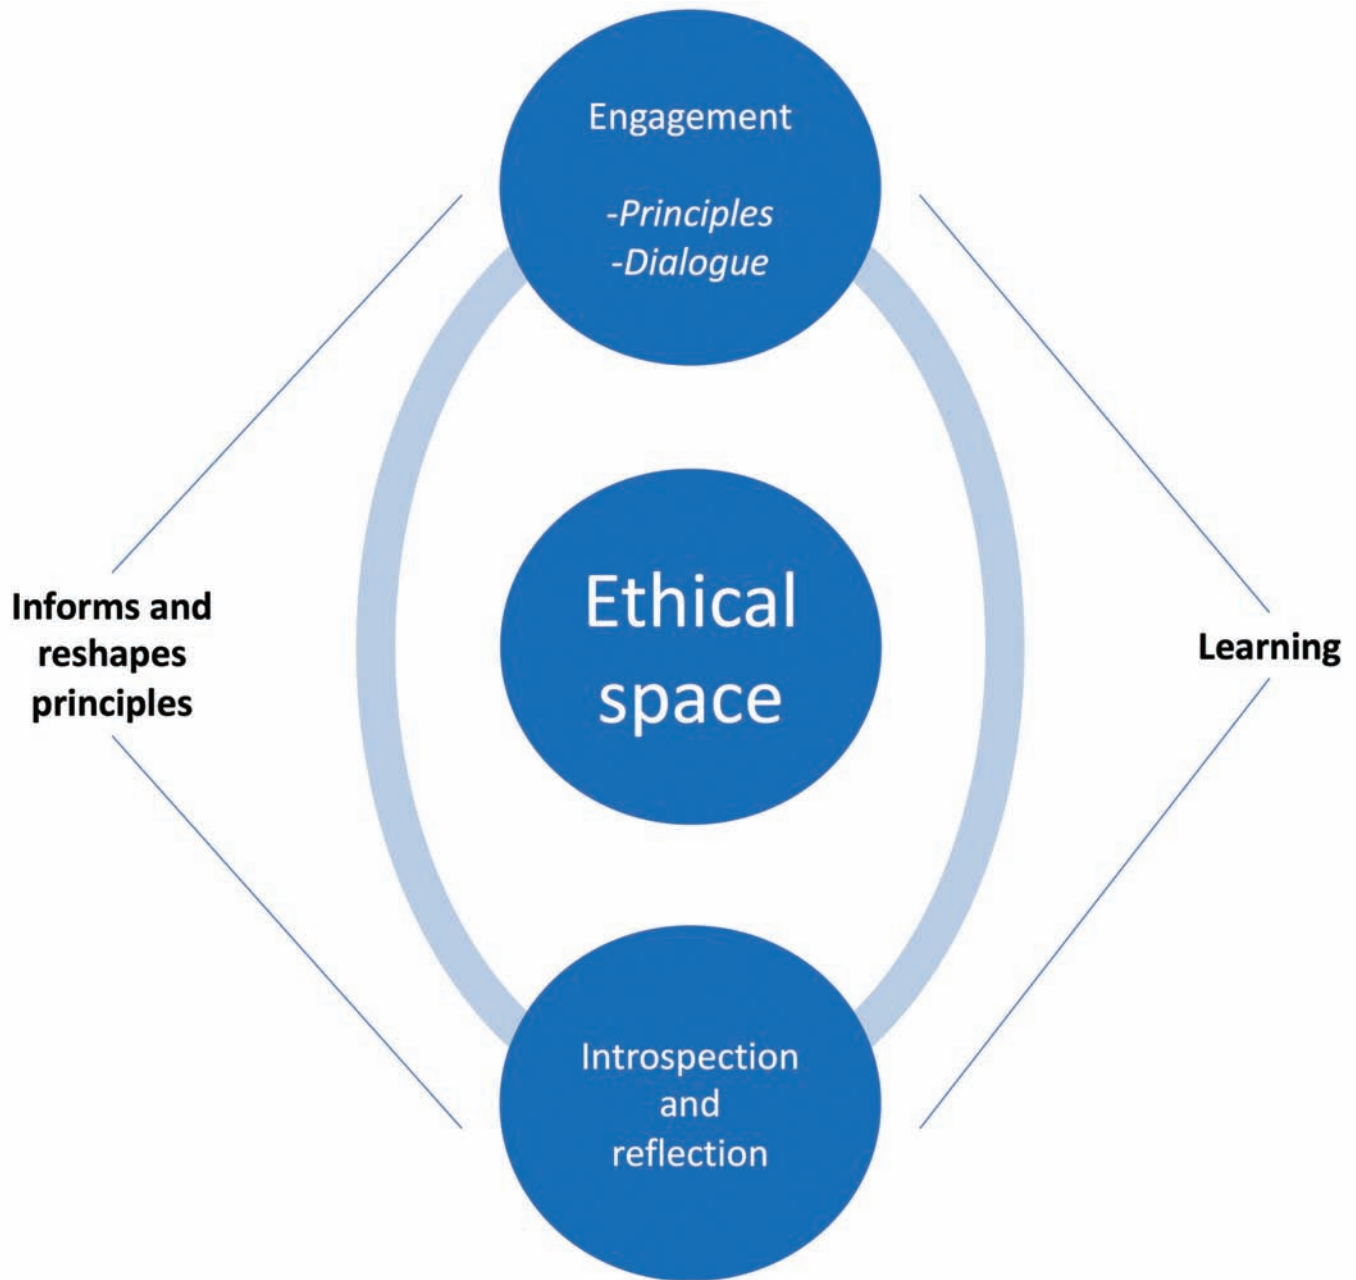 Engagement
-Principles
-Dialogue
Informs and
reshapes
principles
Ethical
space
Learning
Introspection
and
reflection